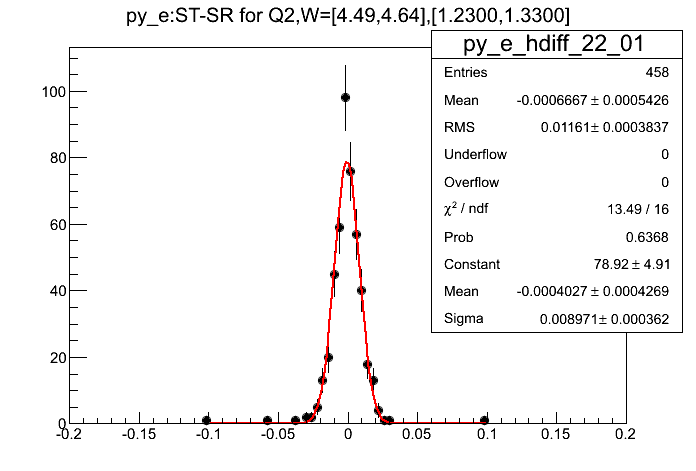 py_e:ST-SR for Q2,W=[4.49,4.64],[1.2300,1.3300]
py_e_hdiff_22_01
Entries 458
Mean -0.0006667 ± 0.0005426
RMS 0.01161± 0.0003837
Underflow 0
Overflow 0
χ² / ndf 13.49 / 16
Prob 0.6368
Constant 78.92 ± 4.91
Mean -0.0004027 ± 0.0004269
Sigma 0.008971± 0.000362
100
80
60
40
20
0
-0.2 -0.15 -0.1 -0.05 0 0.05 0.1 0.15 0.2